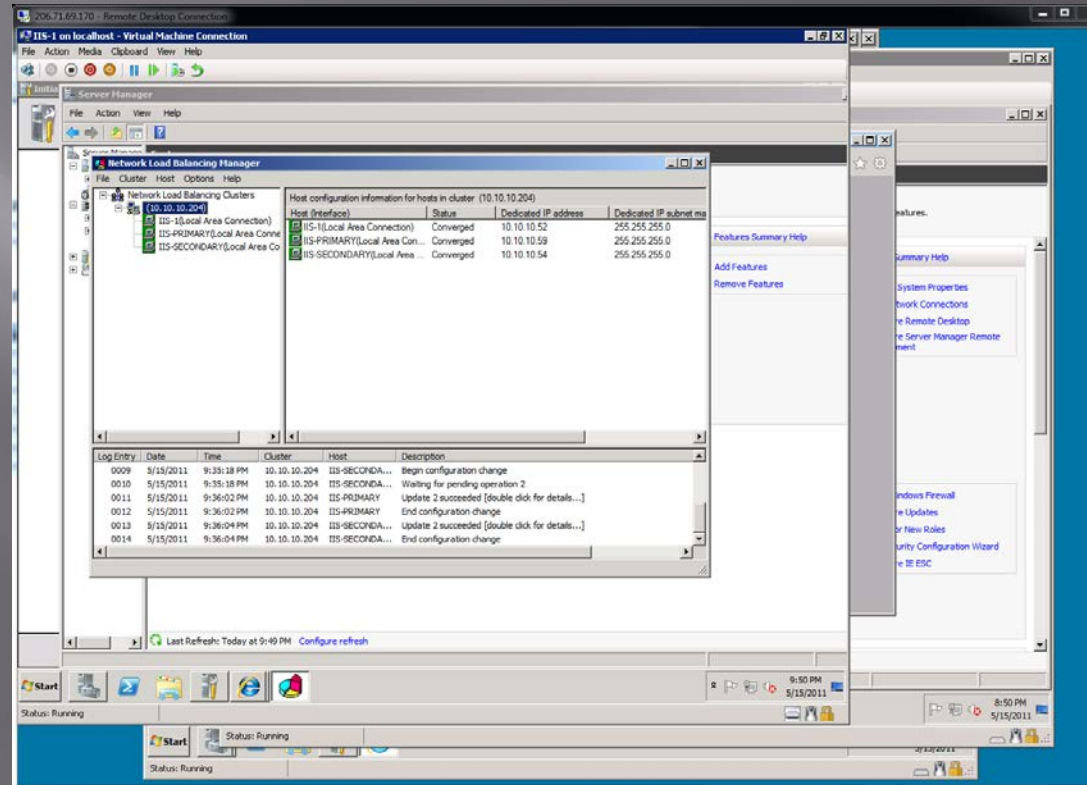 206.71.69.170 - Remote Desktop Connection
IIS-1 on localhost - Virtual Machine Connection
File Action Media Clipboard View Help
Server Manager
File Action View Help
Network Load Balancing Manager
File Cluster Host Options Help
Network Load Balancing Clusters
(10.10.10.204)
IIS-1(Local Area Connection)
IIS-PRIMARY(Local Area Conne
IIS-SECONDARY(Local Area Co
Host configuration information for hosts in cluster (10.10.10.204)
Host (Interface) Status Dedicated IP address Dedicated IP subnet ma
IIS-1(Local Area Connection) Converged 10.10.10.52 255.255.255.0
IIS-PRIMARY(Local Area Con... Converged 10.10.10.59 255.255.255.0
IIS-SECONDARY(Local Area ... Converged 10.10.10.54 255.255.255.0
Log Entry Date Time Cluster Host Description
0009 5/15/2011 9:35:18 PM 10.10.10.204 IIS-SECONDA... Begin configuration change
0010 5/15/2011 9:35:18 PM 10.10.10.204 IIS-SECONDA... Waiting for pending operation 2
0011 5/15/2011 9:36:02 PM 10.10.10.204 IIS-PRIMARY Update 2 succeeded [double click for details...]
0012 5/15/2011 9:36:02 PM 10.10.10.204 IIS-PRIMARY End configuration change
0013 5/15/2011 9:36:04 PM 10.10.10.204 IIS-SECONDA... Update 2 succeeded [double click for details...]
0014 5/15/2011 9:36:04 PM 10.10.10.204 IIS-SECONDA... End configuration change
Features Summary Help
Add Features
Remove Features
eatures.
ummary Help
System Properties
twork Connections
re Remote Desktop
re Server Manager Remote
ment
indows Firewall
re Updates
or New Roles
urity Configuration Wizard
re IE ESC
Last Refresh: Today at 9:49 PM Configure refresh
Start
9:50 PM
5/15/2011
Status: Running
8:50 PM
5/15/2011
Start
Status: Running
Status: Running